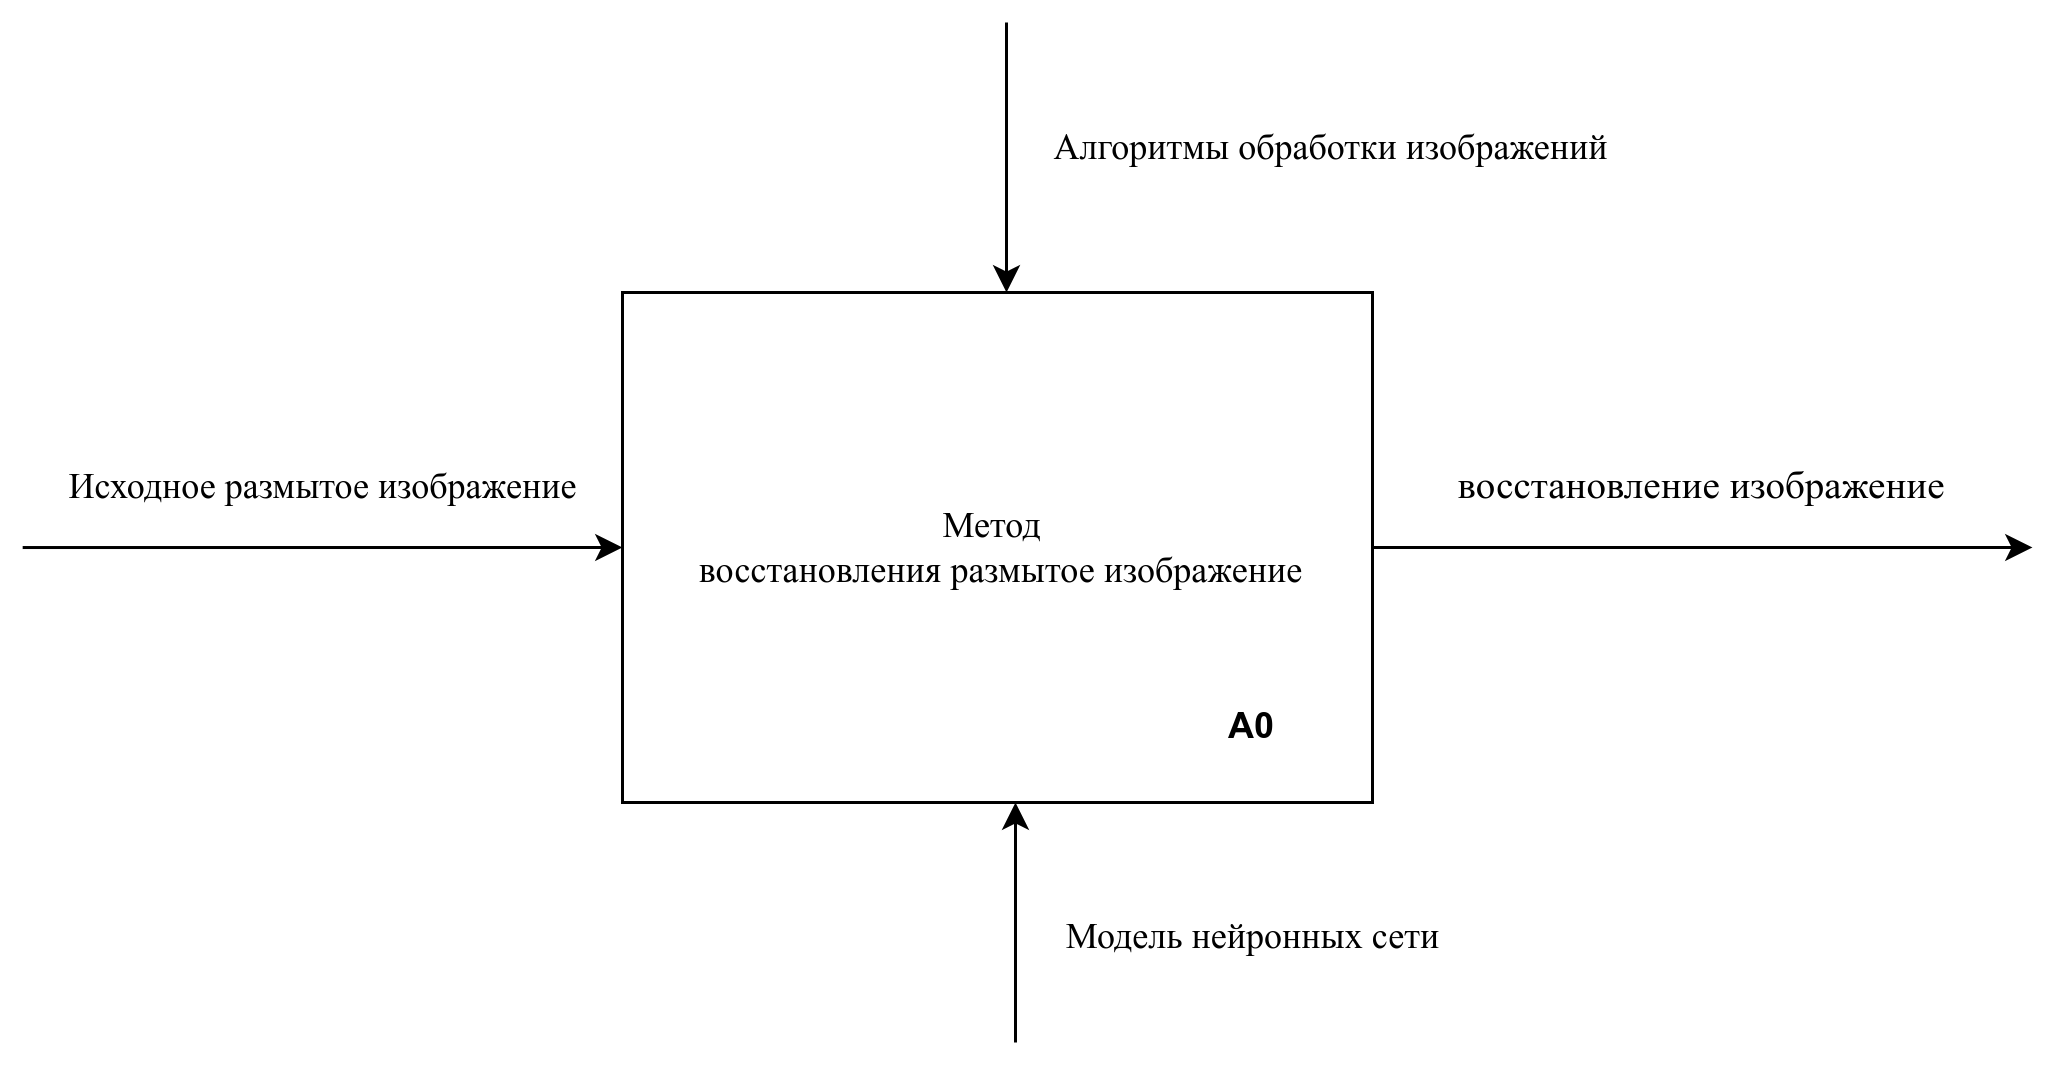 Алгоритмы обработки изображений
Исходное размытое изображение
восстановление изображение
Метод
восстановления размытое изображение
A0
Модель нейронных сети